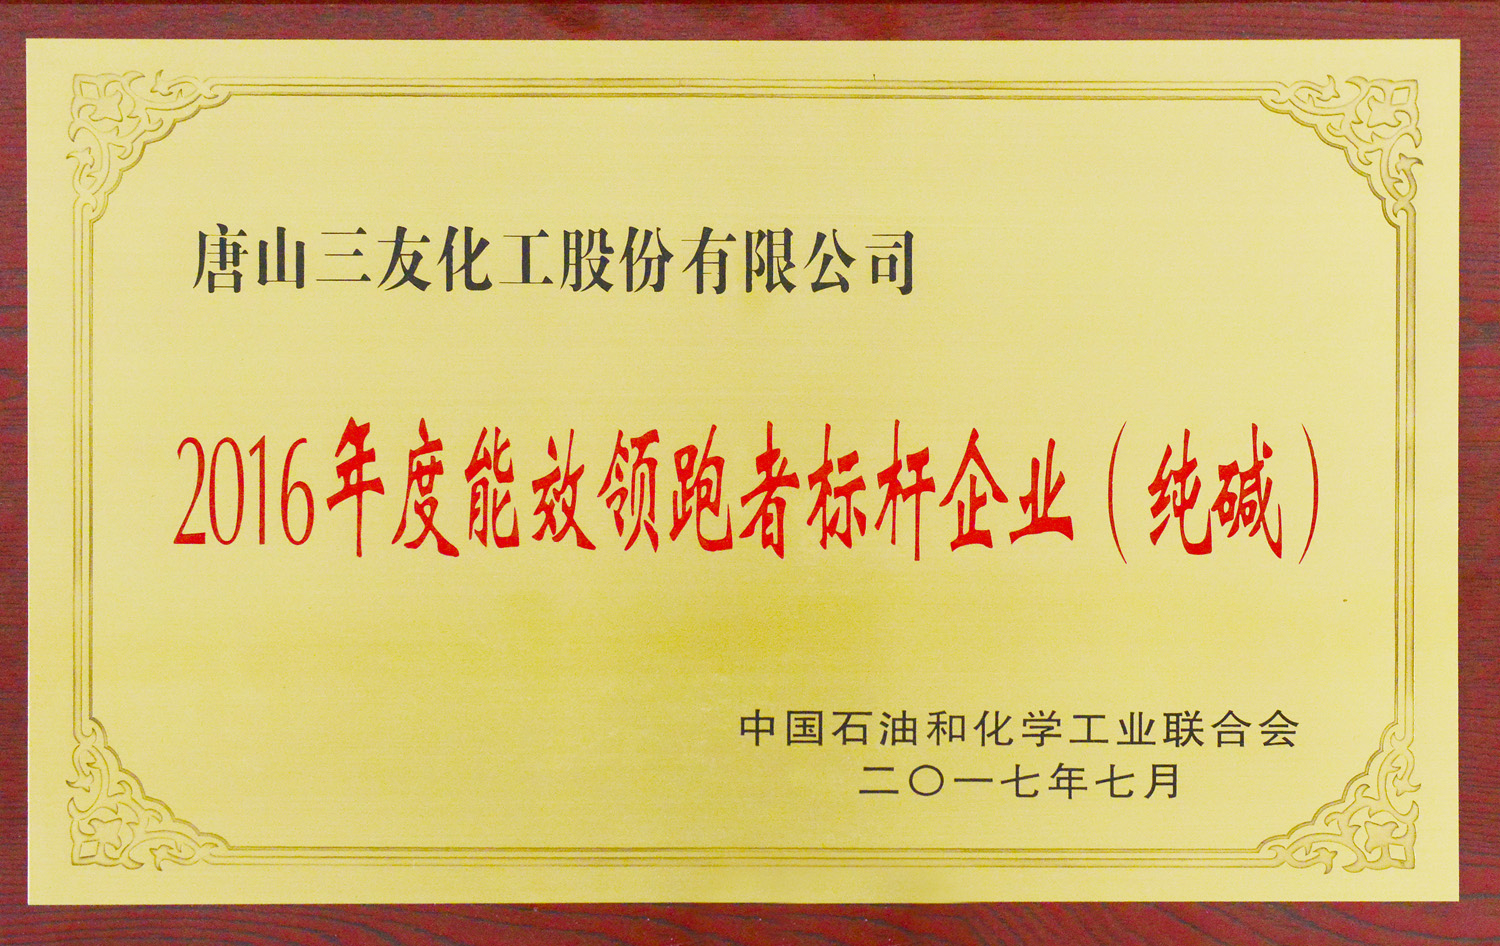 唐山三友化工股份有限公司
2016年度能效领跑者标杆企业（纯碱）
中国石油和化学工业联合会
二〇一七年七月